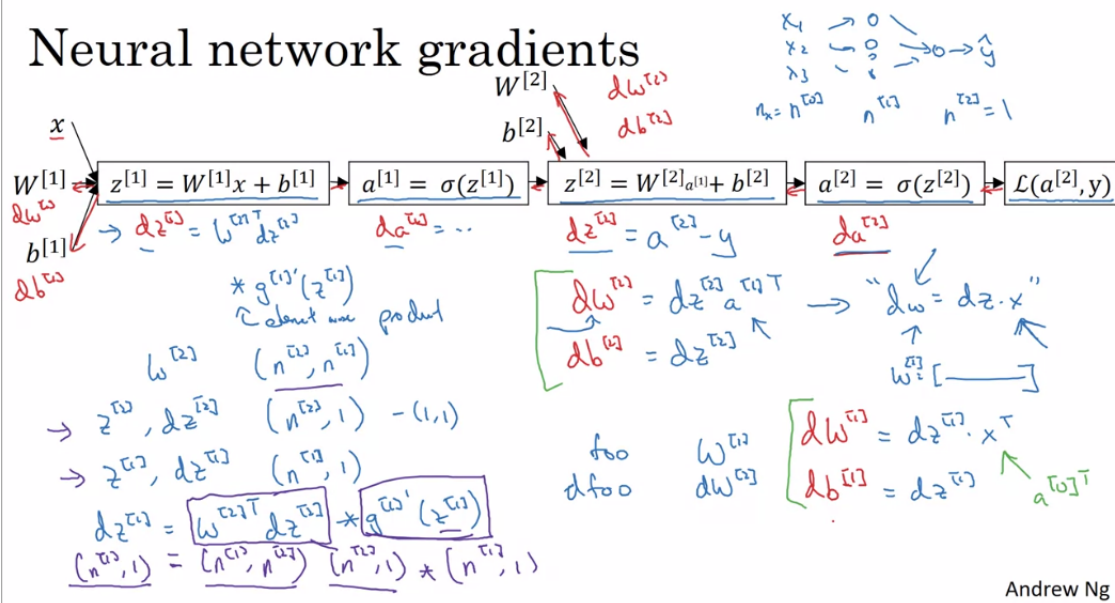 Neural network gradients
x₁
x₂
x₃
ŷ
nₓ = n^[0] n^[1] n^[2] = 1
W^[2] dw^[2]
b^[2] db^[2]
x
W^[1] z^[1] = W^[1]x + b^[1] a^[1] = σ(z^[1]) z^[2] = W^[2]a^[1] + b^[2] a^[2] = σ(z^[2]) ℒ(a^[2], y)
dw^[1]
b^[1] → dz^[1] = W^[2]T dz^[2] da^[1] = .. dz^[2] = a^[2] - y da^[2]
db^[1]
* g^[1]'(z^[1])
element wise product
dw^[2] = dz^[2] a^[1]T → "dw = dz · x"
db^[2] = dz^[2]
w^[2] (n^[2], n^[1])
→ z^[2], dz^[2] (n^[2], 1) - (1,1)
→ z^[1], dz^[1] (n^[1], 1)
foo W^[1]
dfoo dw^[2]
dw^[1] = dz^[1] · x^T
db^[1] = dz^[1] a^[0]T
dz^[1] = W^[2]T dz^[2] * g^[1]'(z^[1])
(n^[1], 1) = (n^[1], n^[2]) (n^[2], 1) * (n^[1], 1)
Andrew Ng